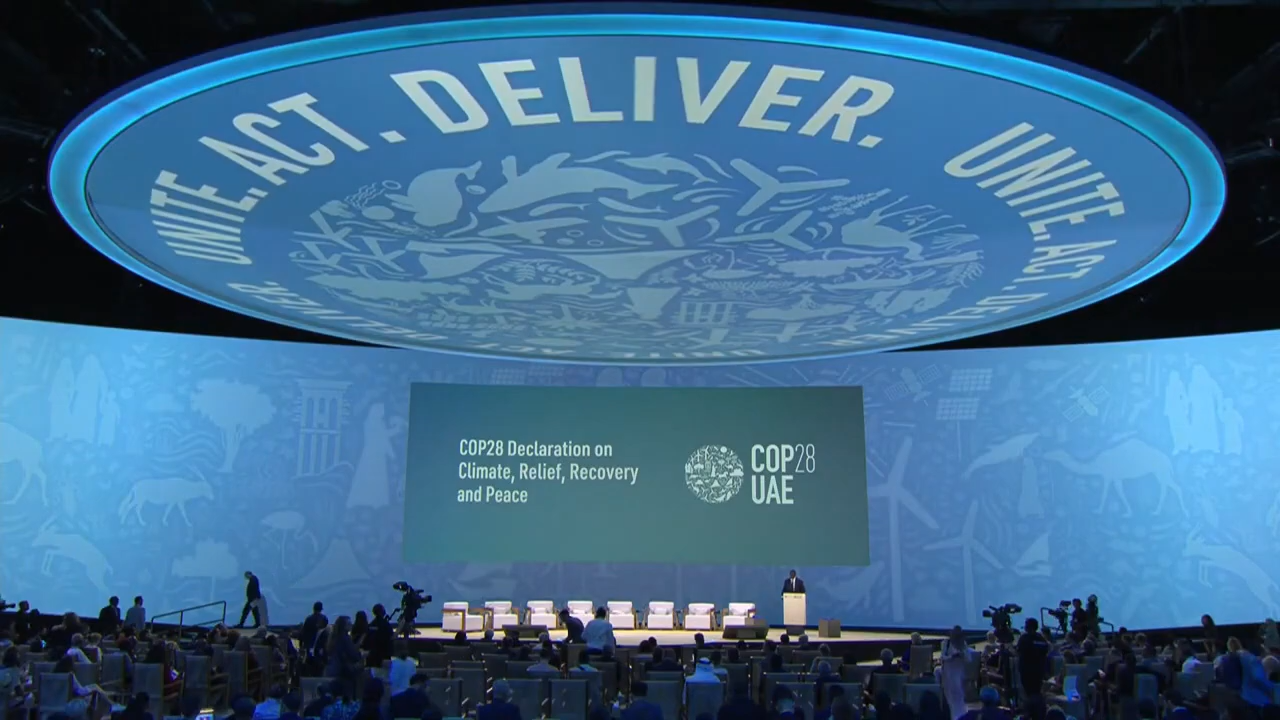 UNITE. ACT. DELIVER. UNITE. ACT.
COP28 Declaration on
Climate, Relief, Recovery
and Peace
COP28
UAE